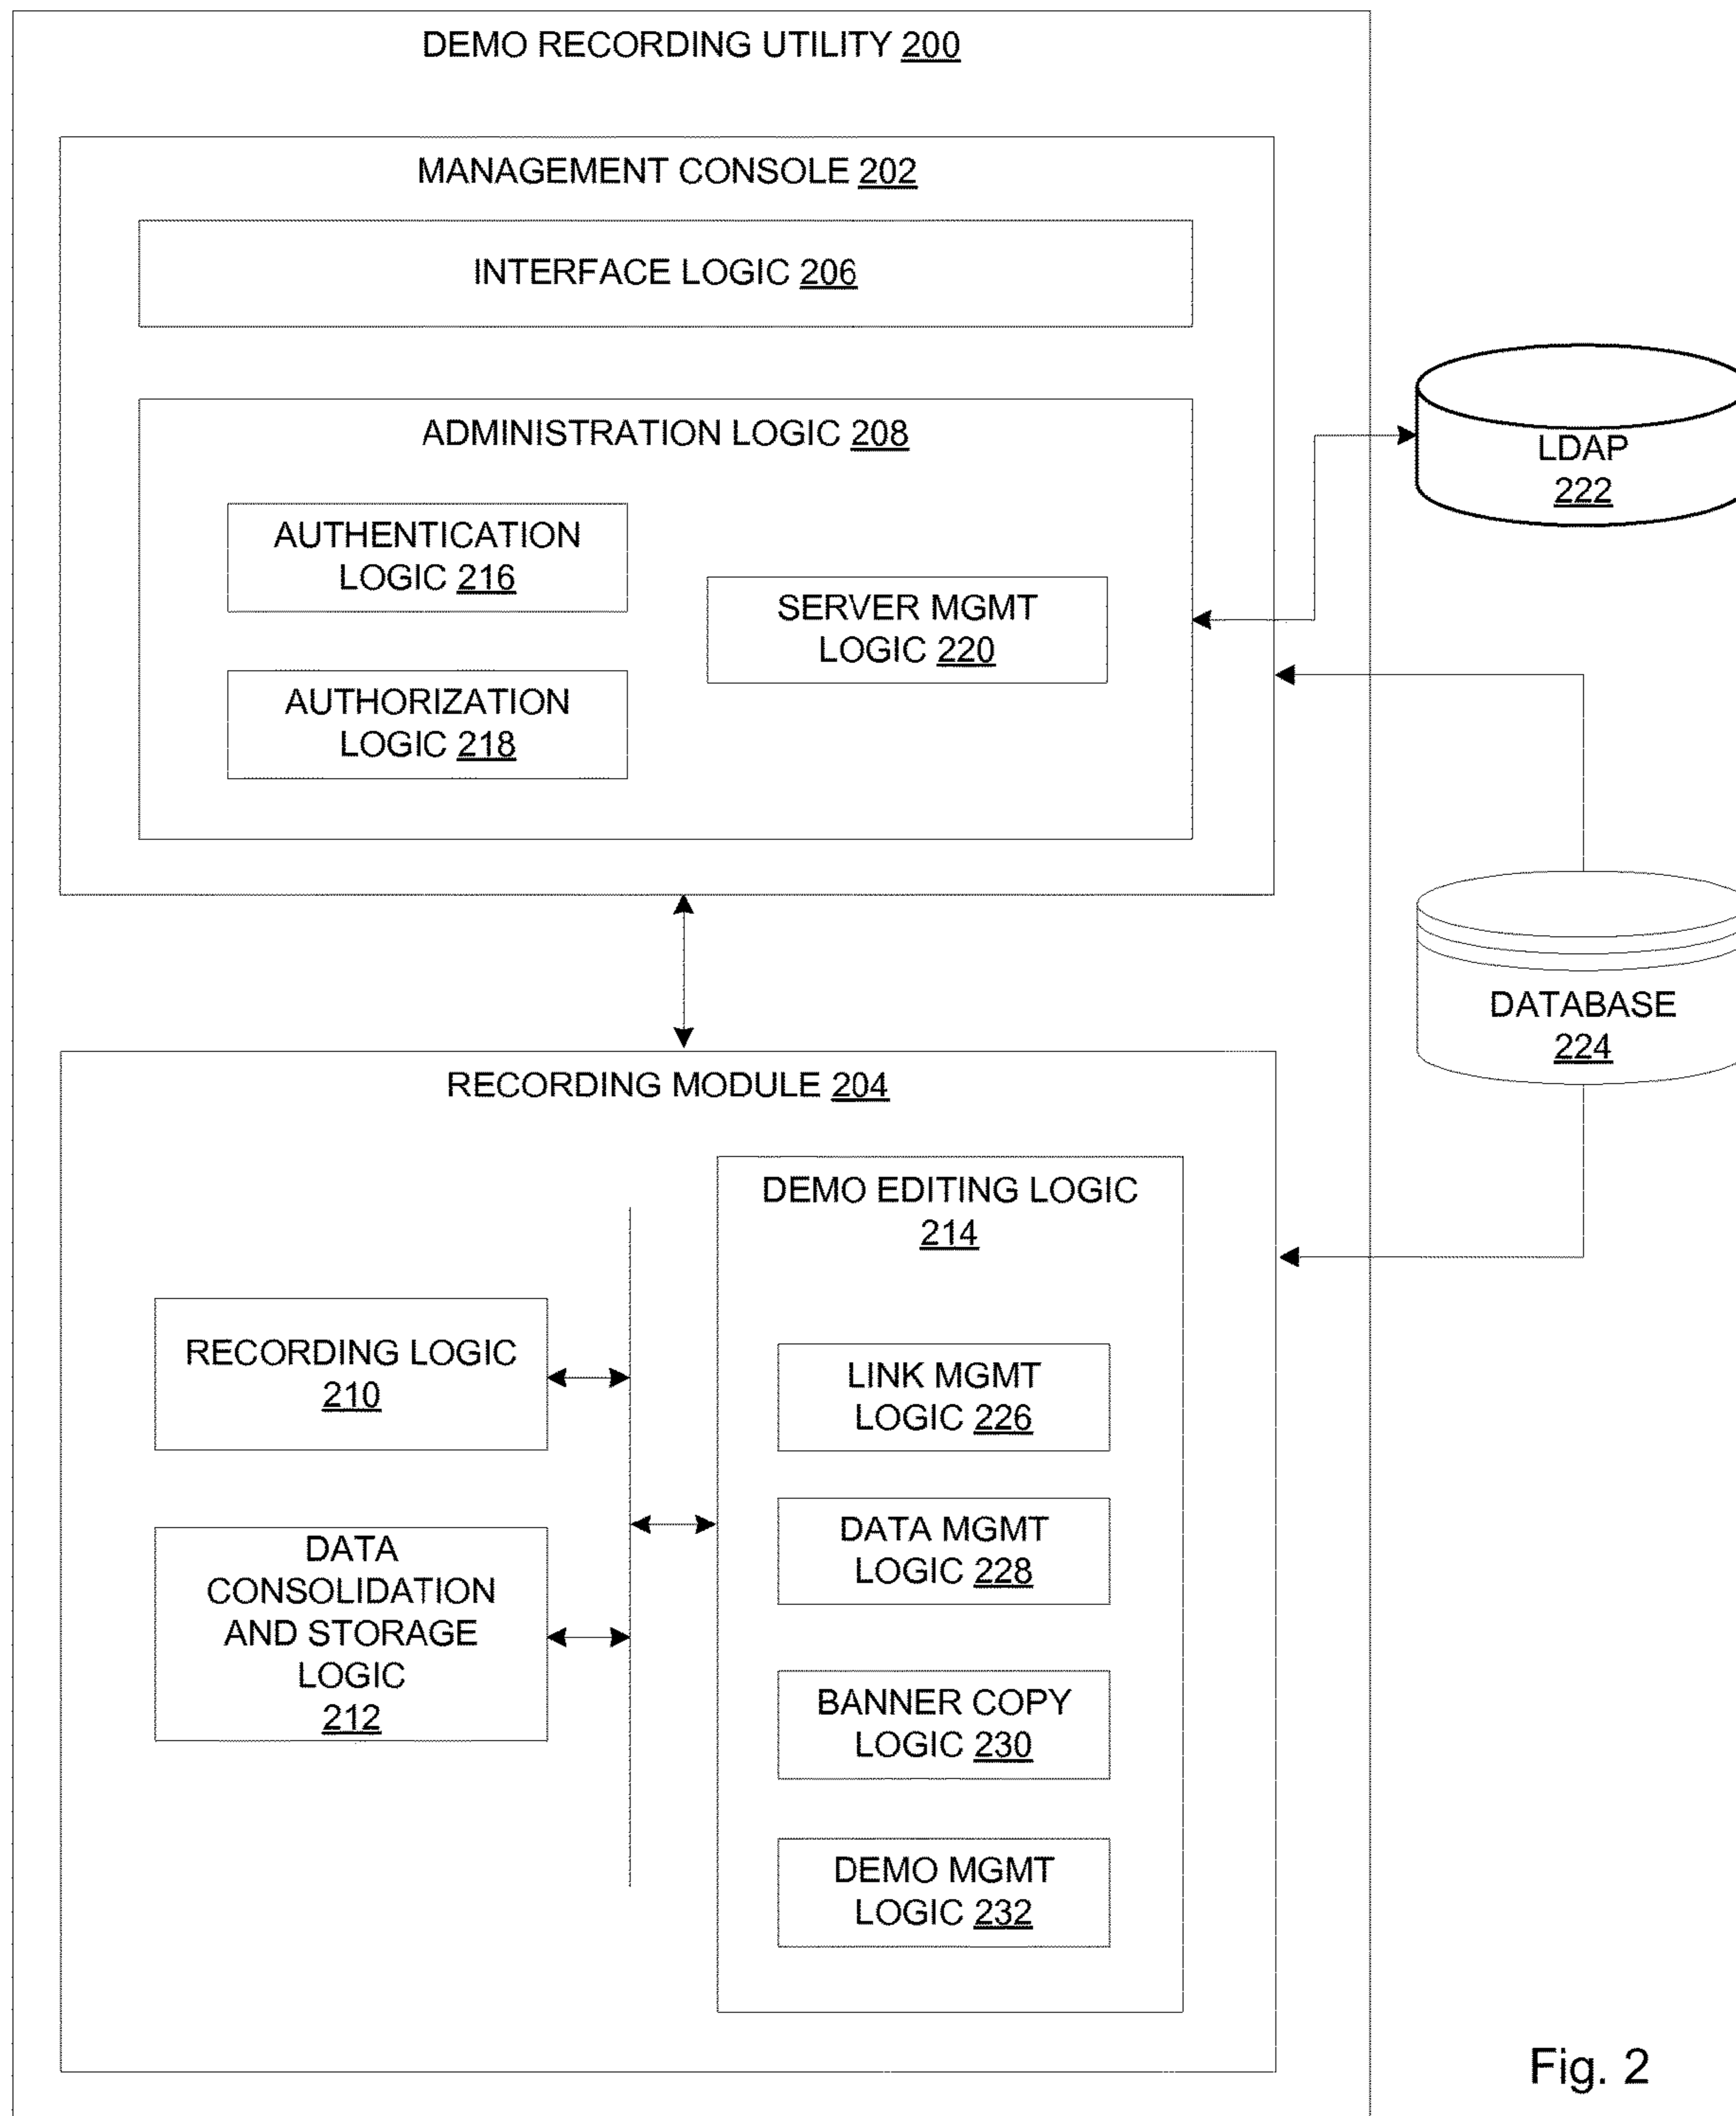 DEMO RECORDING UTILITY 200
MANAGEMENT CONSOLE 202
INTERFACE LOGIC 206
ADMINISTRATION LOGIC 208
AUTHENTICATION
LOGIC 216
SERVER MGMT
LOGIC 220
AUTHORIZATION
LOGIC 218
LDAP
222
DATABASE
224
RECORDING MODULE 204
DEMO EDITING LOGIC
214
RECORDING LOGIC
210
DATA
CONSOLIDATION
AND STORAGE
LOGIC
212
LINK MGMT
LOGIC 226
DATA MGMT
LOGIC 228
BANNER COPY
LOGIC 230
DEMO MGMT
LOGIC 232
Fig. 2